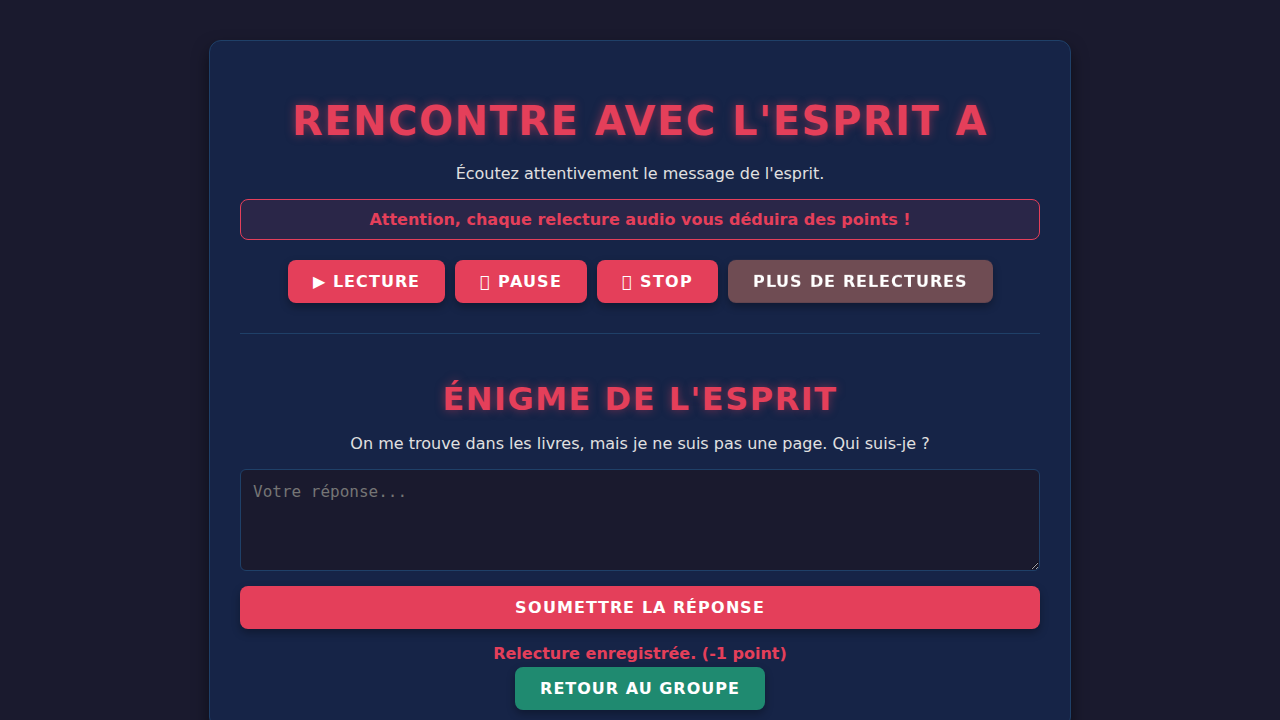 RENCONTRE AVEC L'ESPRIT A
Écoutez attentivement le message de l'esprit.
Attention, chaque relecture audio vous déduira des points !
▶ LECTURE
PAUSE
STOP
PLUS DE RELECTURES
ÉNIGME DE L'ESPRIT
On me trouve dans les livres, mais je ne suis pas une page. Qui suis-je ?
Votre réponse...
SOUMETTRE LA RÉPONSE
Relecture enregistrée. (-1 point)
RETOUR AU GROUPE